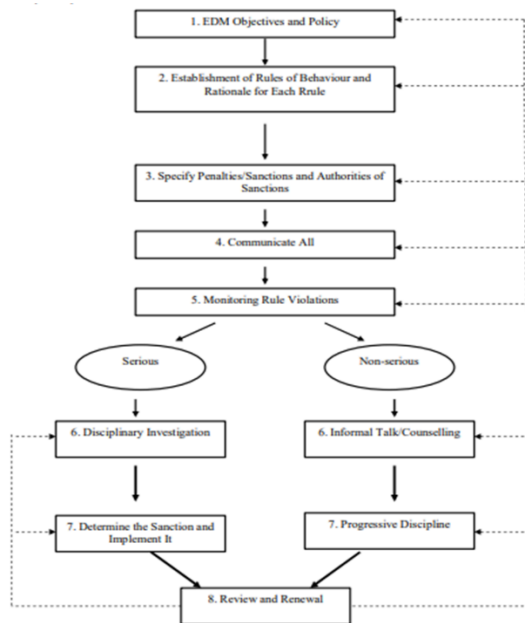 1. EDM Objectives and Policy
2. Establishment of Rules of Behaviour and
Rationale for Each Rrule
3. Specify Penalties/Sanctions and Authorities of
Sanctions
4. Communicate All
5. Monitoring Rule Violations
Serious
Non-serious
6. Disciplinary Investigation
6. Informal Talk/Counselling
7. Determine the Sanction and
Implement It
7. Progressive Discipline
8. Review and Renewal